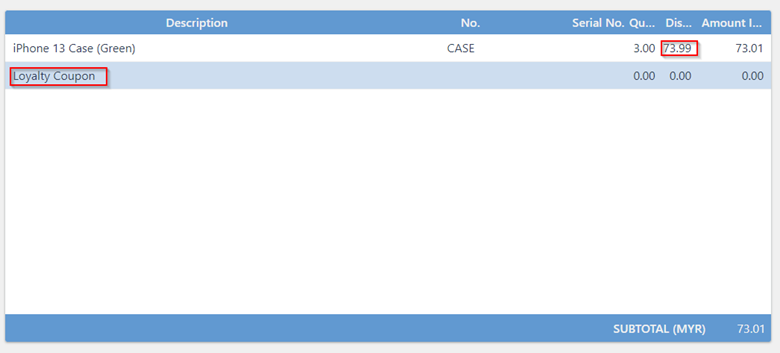 Description No. Serial No. Qu... Dis... Amount I...
iPhone 13 Case (Green) CASE 3.00 73.99 73.01
Loyalty Coupon 0.00 0.00 0.00
SUBTOTAL (MYR) 73.01